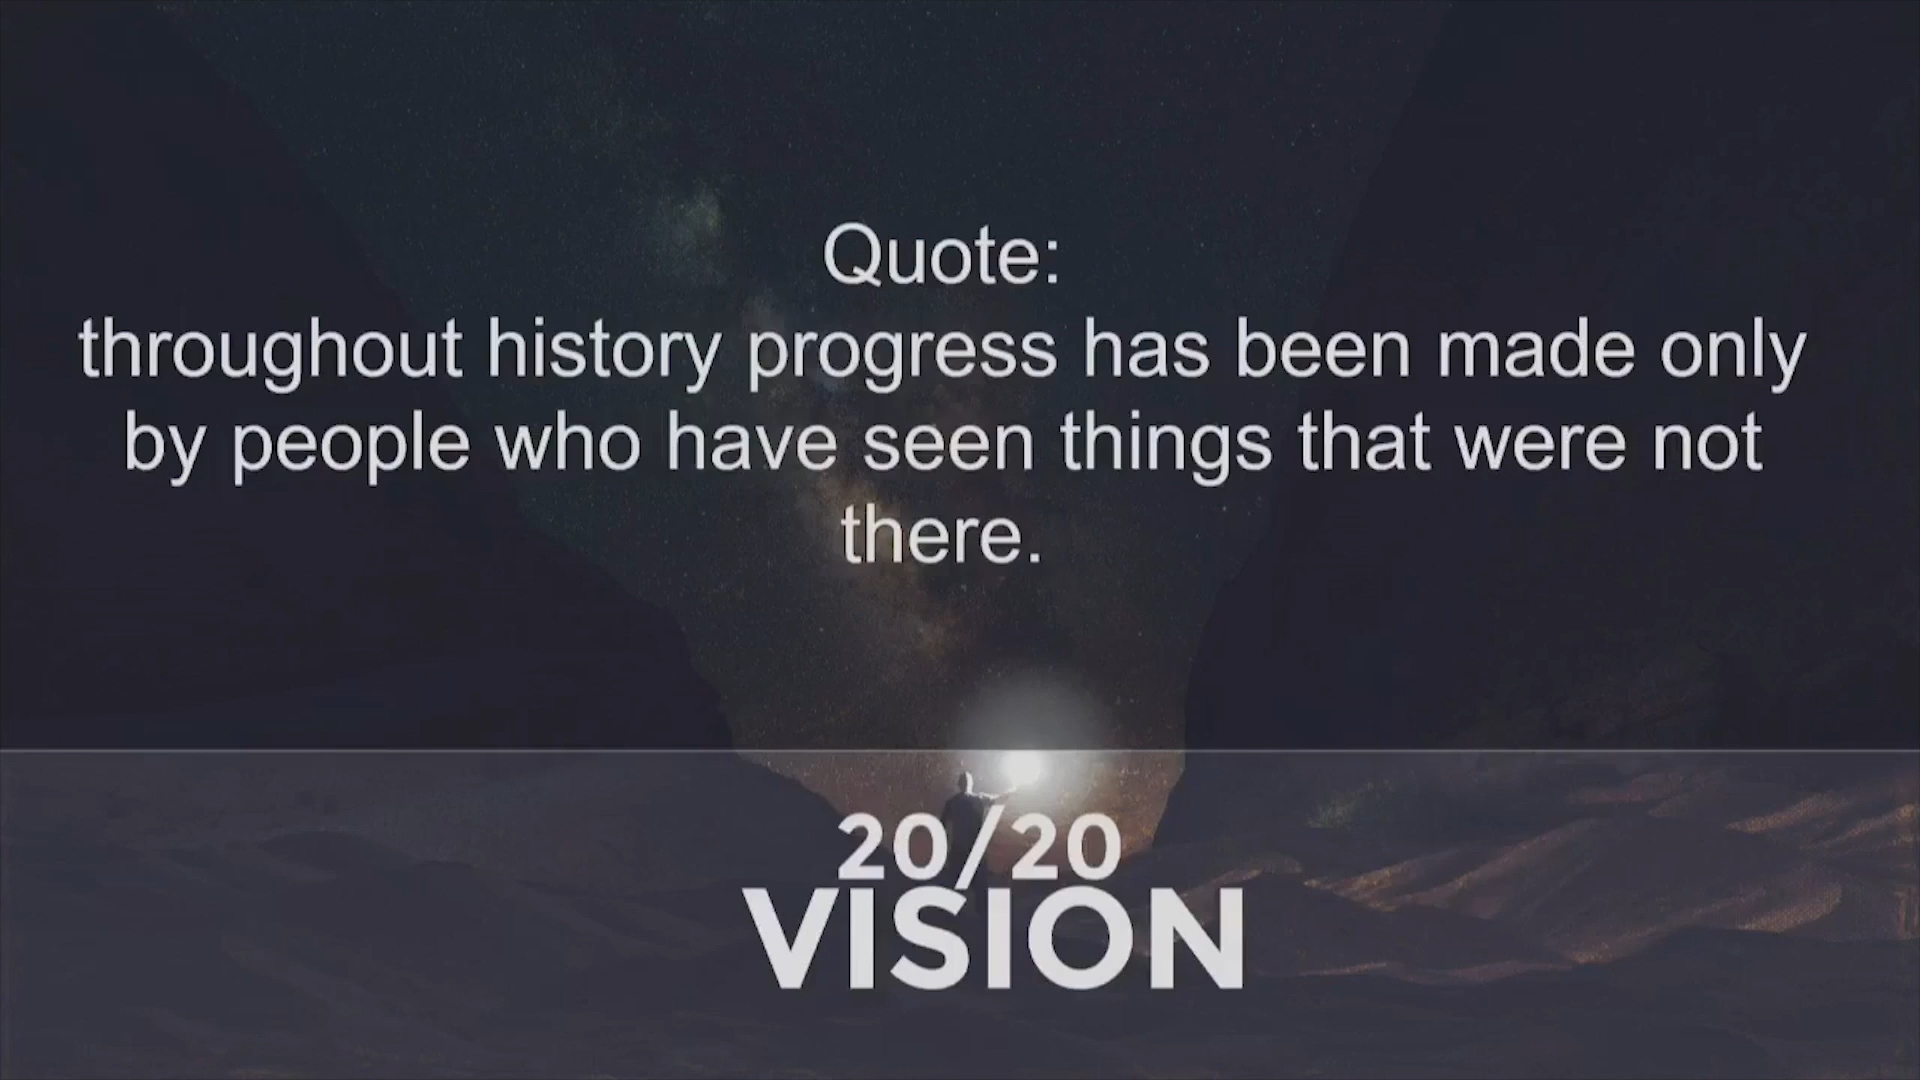 Quote:
throughout history progress has been made only
by people who have seen things that were not
there.
20/20
VISION